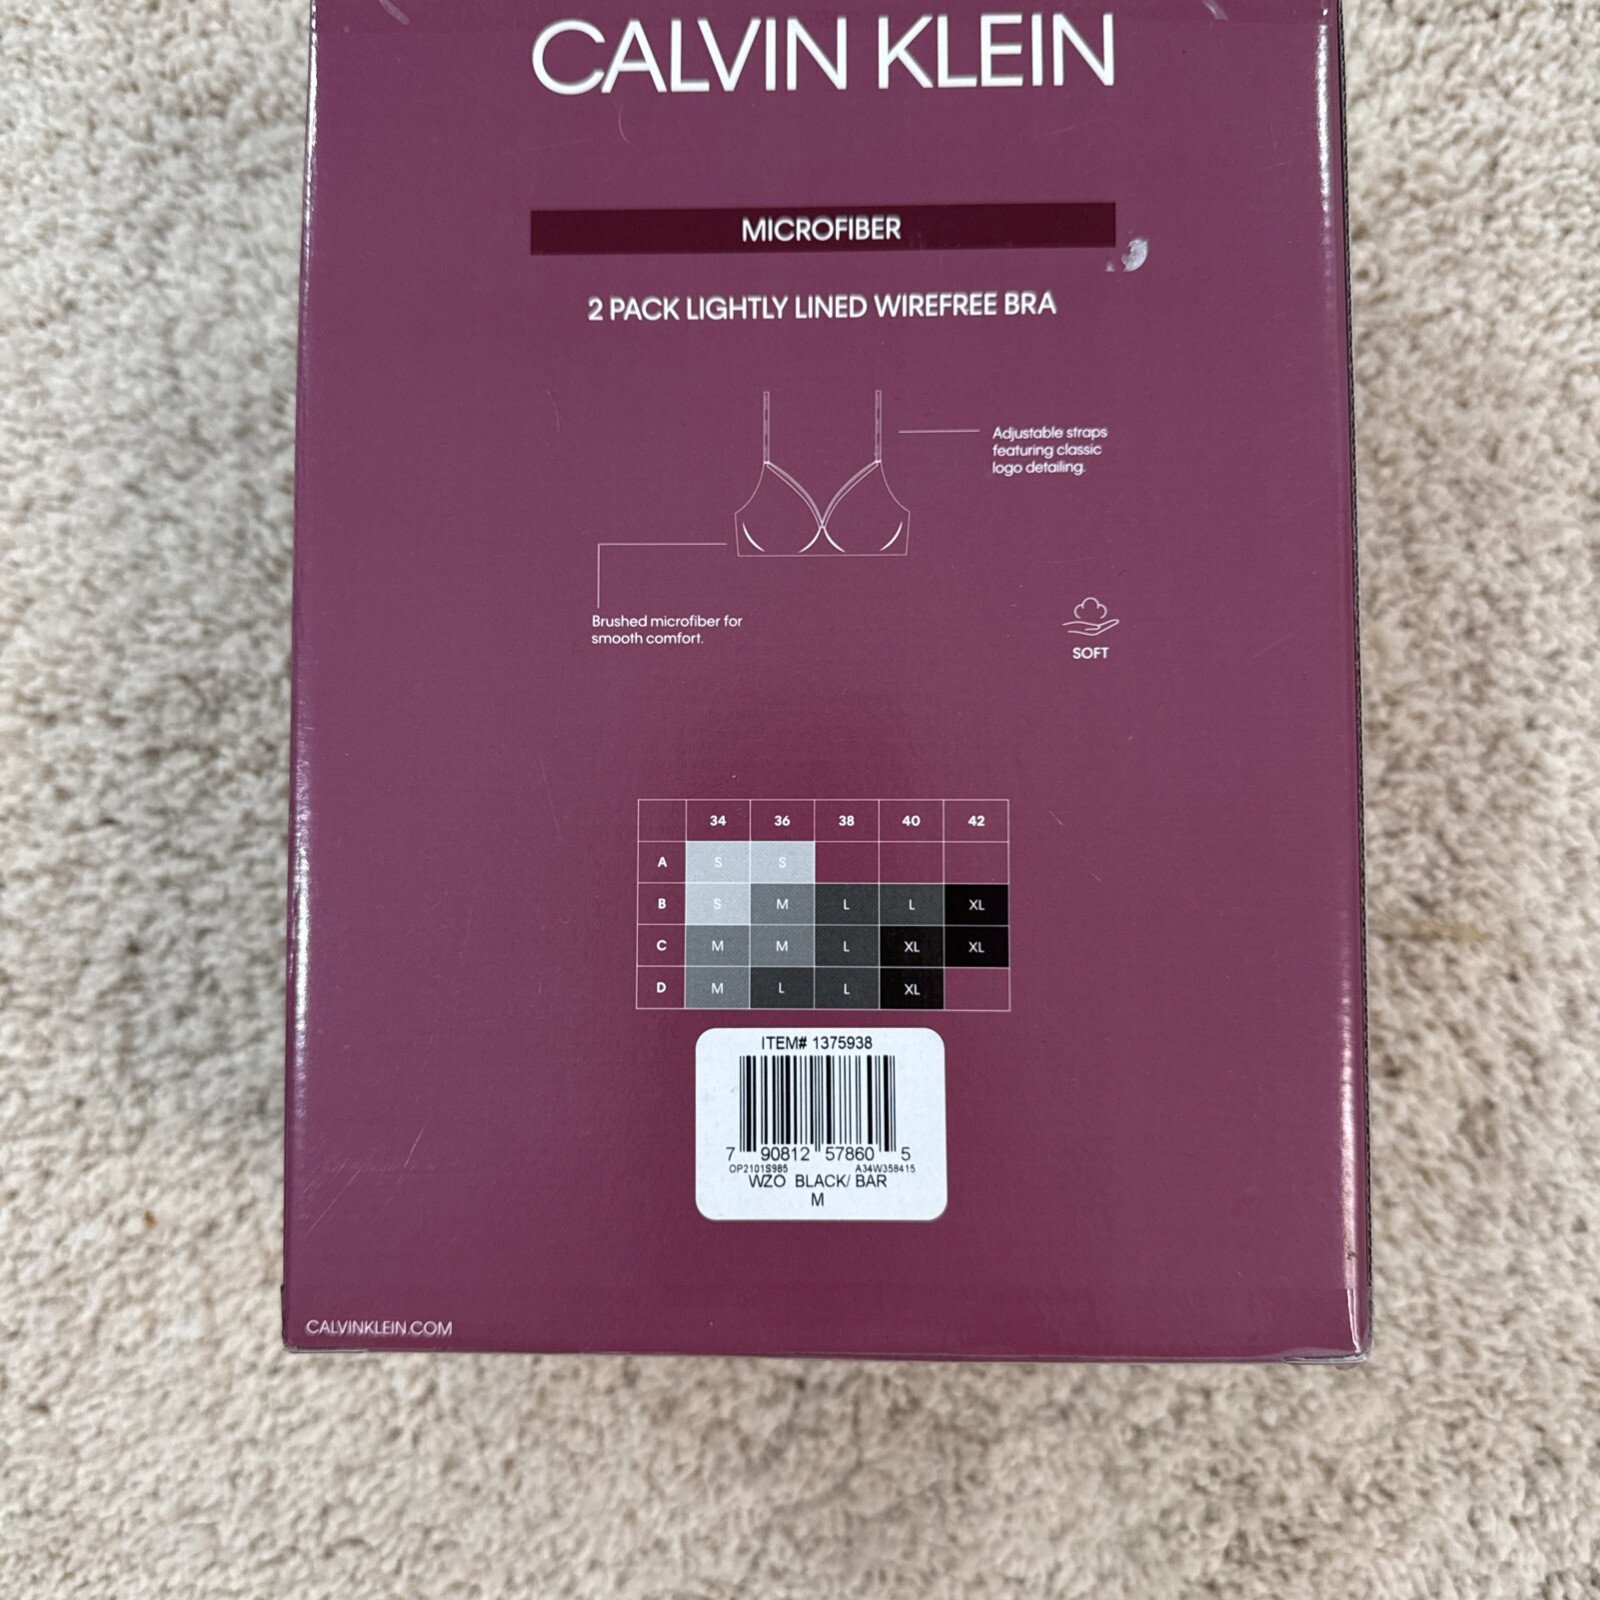 CALVIN KLEIN
MICROFIBER
2 PACK LIGHTLY LINED WIREFREE BRA
Adjustable straps
featuring classic
logo detailing.
Brushed microfiber for
smooth comfort.
SOFT
34 36 38 40 42
A S S
B S M L L XL
C M M L XL XL
D M L L XL
ITEM# 1375938
7 90812 57860 5
OP2101S985 A34W358415
WZO BLACK/ BAR
M
CALVINKLEIN.COM